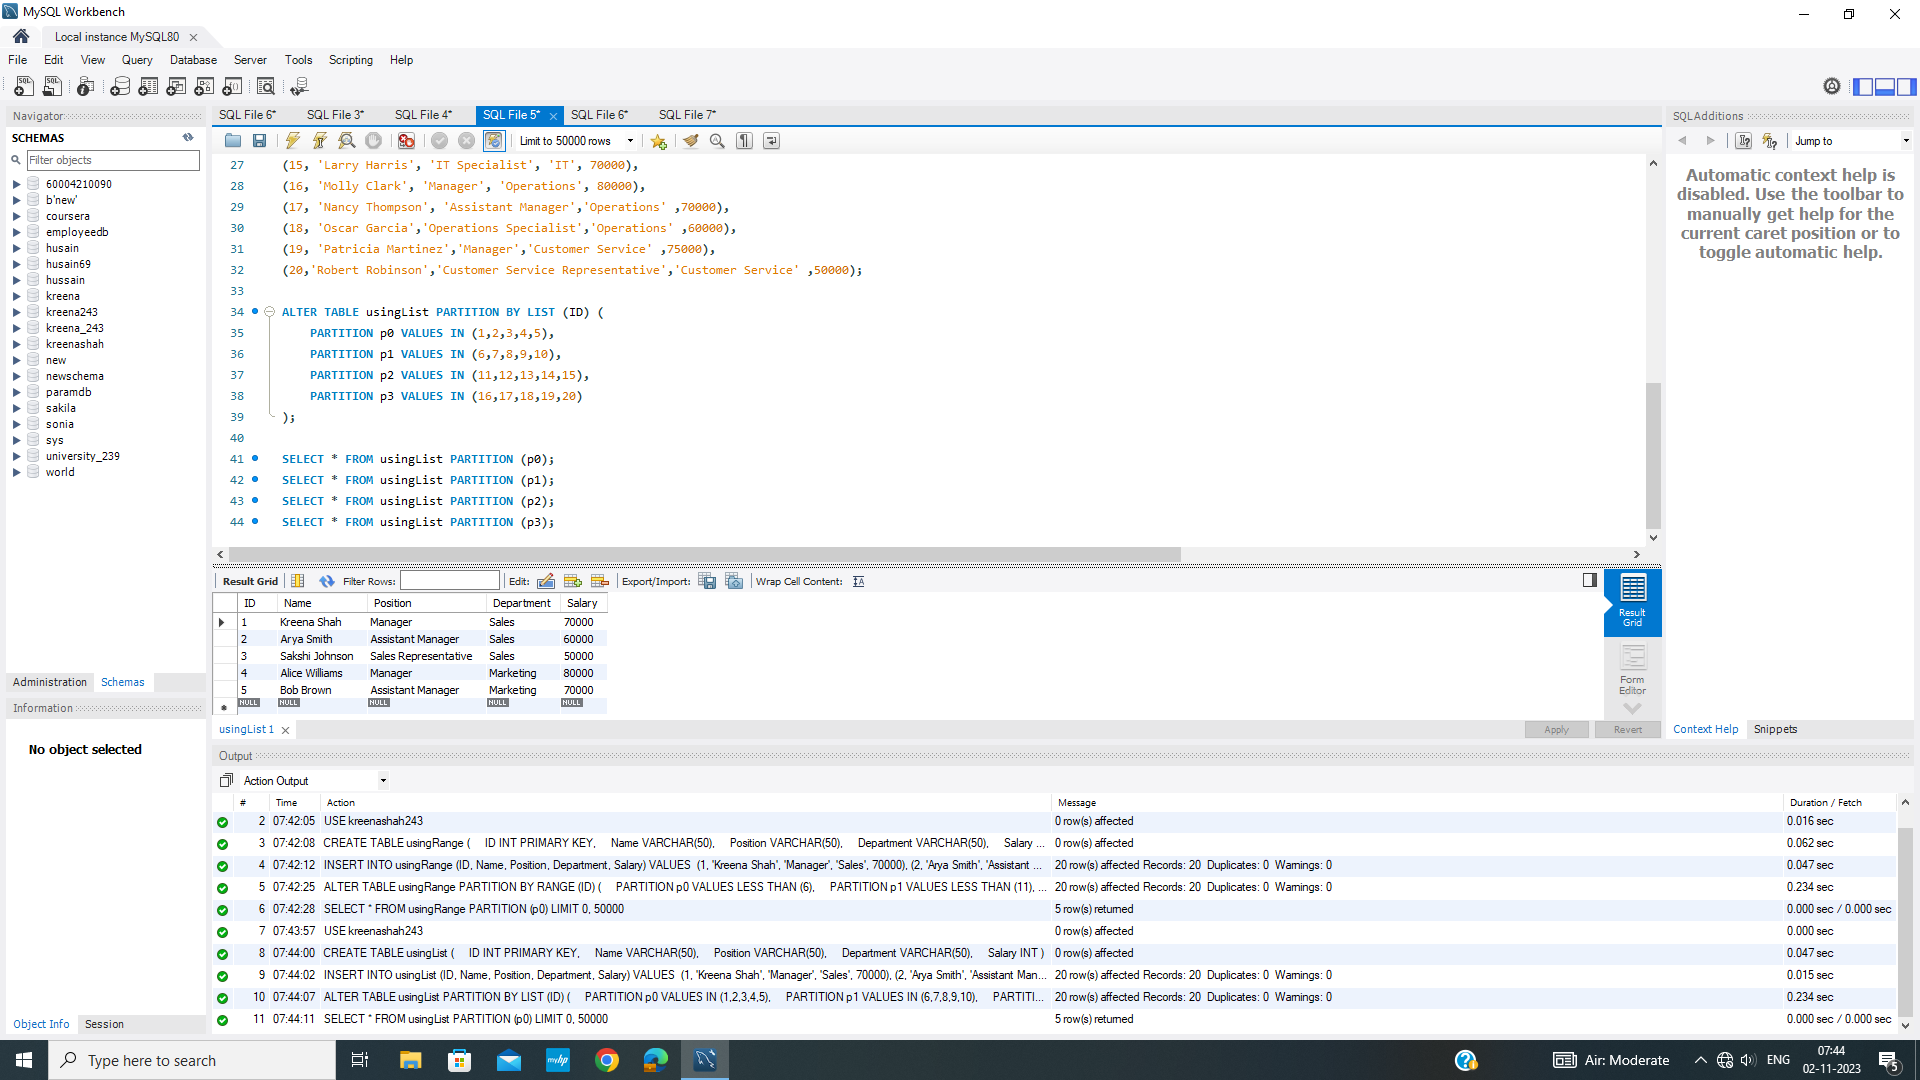 MySQL Workbench
Local instance MySQL80
File Edit View Query Database Server Tools Scripting Help
Navigator
SCHEMAS
Filter objects
60004210090
b'new'
coursera
employeedb
husain
husain69
hussain
kreena
kreena243
kreena_243
kreenashah
new
newschema
paramdb
sakila
sonia
sys
university_239
world
Administration Schemas
Information
No object selected
Object Info Session
SQL File 6* SQL File 3* SQL File 4* SQL File 5* SQL File 6* SQL File 7*
Limit to 50000 rows
27 (15, 'Larry Harris', 'IT Specialist', 'IT', 70000),
28 (16, 'Molly Clark', 'Manager', 'Operations', 80000),
29 (17, 'Nancy Thompson', 'Assistant Manager','Operations' ,70000),
30 (18, 'Oscar Garcia','Operations Specialist','Operations' ,60000),
31 (19, 'Patricia Martinez','Manager','Customer Service' ,75000),
32 (20,'Robert Robinson','Customer Service Representative','Customer Service' ,50000);
33
34 ALTER TABLE usingList PARTITION BY LIST (ID) (
35 PARTITION p0 VALUES IN (1,2,3,4,5),
36 PARTITION p1 VALUES IN (6,7,8,9,10),
37 PARTITION p2 VALUES IN (11,12,13,14,15),
38 PARTITION p3 VALUES IN (16,17,18,19,20)
39 );
40
41 SELECT * FROM usingList PARTITION (p0);
42 SELECT * FROM usingList PARTITION (p1);
43 SELECT * FROM usingList PARTITION (p2);
44 SELECT * FROM usingList PARTITION (p3);
Result Grid Filter Rows: Edit: Export/Import: Wrap Cell Content:
ID Name Position Department Salary
1 Kreena Shah Manager Sales 70000
2 Arya Smith Assistant Manager Sales 60000
3 Sakshi Johnson Sales Representative Sales 50000
4 Alice Williams Manager Marketing 80000
5 Bob Brown Assistant Manager Marketing 70000
NULL NULL NULL NULL NULL
Result
Grid
Form
Editor
usingList 1
Apply Revert
SQLAdditions
Jump to
Automatic context help is
disabled. Use the toolbar to
manually get help for the
current caret position or to
toggle automatic help.
Context Help Snippets
Output
Action Output
# Time Action Message Duration / Fetch
2 07:42:05 USE kreenashah243 0 row(s) affected 0.016 sec
3 07:42:08 CREATE TABLE usingRange ( ID INT PRIMARY KEY, Name VARCHAR(50), Position VARCHAR(50), Department VARCHAR(50), Salary ... 0 row(s) affected 0.062 sec
4 07:42:12 INSERT INTO usingRange (ID, Name, Position, Department, Salary) VALUES (1, 'Kreena Shah', 'Manager', 'Sales', 70000), (2, 'Arya Smith', 'Assistant ... 20 row(s) affected Records: 20 Duplicates: 0 Warnings: 0 0.047 sec
5 07:42:25 ALTER TABLE usingRange PARTITION BY RANGE (ID) ( PARTITION p0 VALUES LESS THAN (6), PARTITION p1 VALUES LESS THAN (11), ... 20 row(s) affected Records: 20 Duplicates: 0 Warnings: 0 0.234 sec
6 07:42:28 SELECT * FROM usingRange PARTITION (p0) LIMIT 0, 50000 5 row(s) returned 0.000 sec / 0.000 sec
7 07:43:57 USE kreenashah243 0 row(s) affected 0.000 sec
8 07:44:00 CREATE TABLE usingList ( ID INT PRIMARY KEY, Name VARCHAR(50), Position VARCHAR(50), Department VARCHAR(50), Salary INT ) 0 row(s) affected 0.047 sec
9 07:44:02 INSERT INTO usingList (ID, Name, Position, Department, Salary) VALUES (1, 'Kreena Shah', 'Manager', 'Sales', 70000), (2, 'Arya Smith', 'Assistant Man... 20 row(s) affected Records: 20 Duplicates: 0 Warnings: 0 0.015 sec
10 07:44:07 ALTER TABLE usingList PARTITION BY LIST (ID) ( PARTITION p0 VALUES IN (1,2,3,4,5), PARTITION p1 VALUES IN (6,7,8,9,10), PARTITI... 20 row(s) affected Records: 20 Duplicates: 0 Warnings: 0 0.234 sec
11 07:44:11 SELECT * FROM usingList PARTITION (p0) LIMIT 0, 50000 5 row(s) returned 0.000 sec / 0.000 sec
Type here to search
myhp
Air: Moderate
ENG
07:44
02-11-2023
5